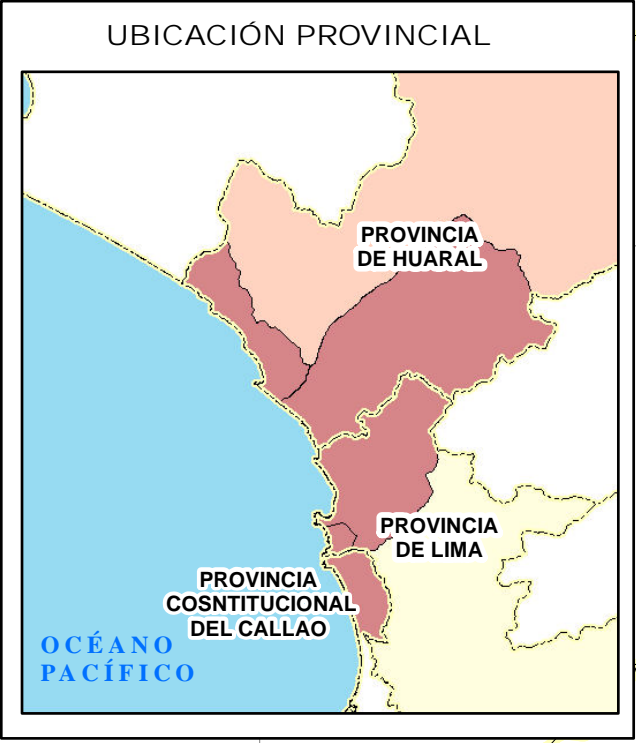 UBICACIÓN PROVINCIAL
PROVINCIA
DE HUARAL
PROVINCIA
DE LIMA
PROVINCIA
COSNTITUCIONAL
DEL CALLAO
OCÉANO
PACÍFICO